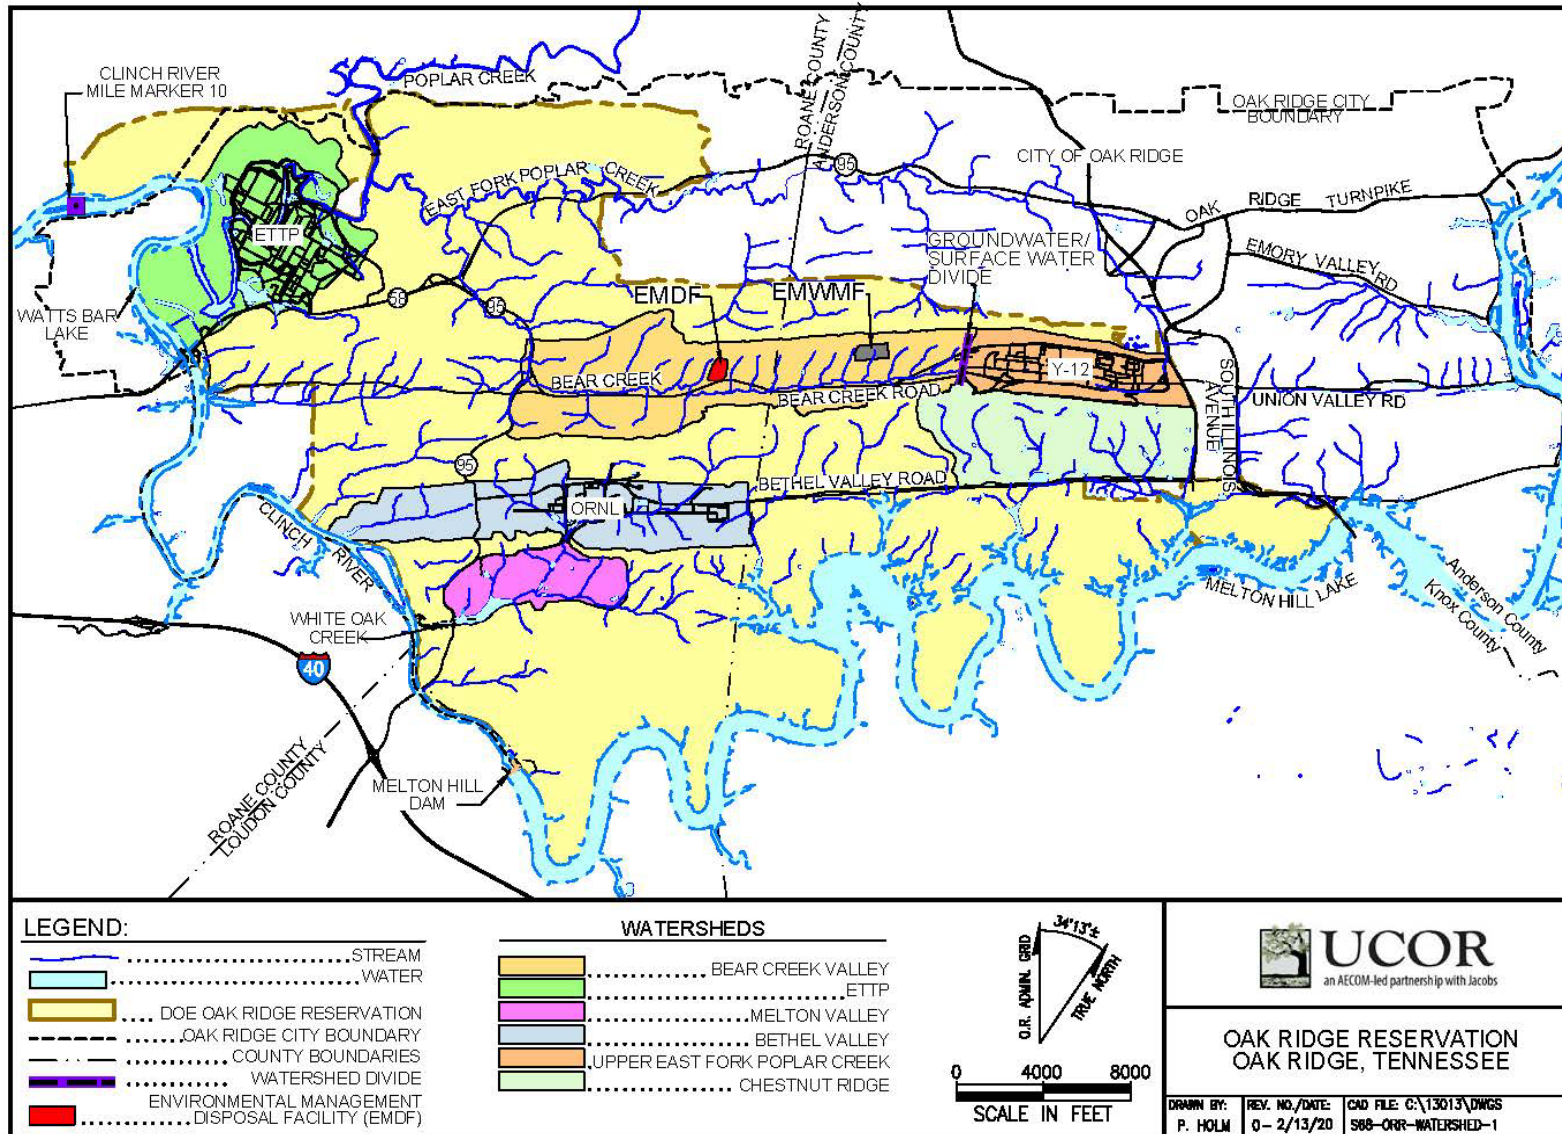 CLINCH RIVER
MILE MARKER 10
POPLAR CREEK
ROANE COUNTY
ANDERSON COUNTY
OAK RIDGE CITY
BOUNDARY
CITY OF OAK RIDGE
95
EAST FORK POPLAR CREEK
OAK RIDGE TURNPIKE
EMORY VALLEY
RD
GROUNDWATER/
SURFACE WATER
DIVIDE
ETTP
WATTS BAR
LAKE
58
95
EMDF
EMWMF
BEAR CREEK
BEAR CREEK ROAD
Y-12
SOUTH ILLINOIS
AVENUE
UNION VALLEY RD
95
BETHEL VALLEY ROAD
ORNL
CLINCH RIVER
MELTON HILL LAKE
Anderson County
Knox County
WHITE OAK
CREEK
40
ROANE COUNTY
LOUDON COUNTY
MELTON HILL
DAM
LEGEND:
STREAM
WATER
DOE OAK RIDGE RESERVATION
OAK RIDGE CITY BOUNDARY
COUNTY BOUNDARIES
WATERSHED DIVIDE
ENVIRONMENTAL MANAGEMENT
DISPOSAL FACILITY (EMDF)
WATERSHEDS
BEAR CREEK VALLEY
ETTP
MELTON VALLEY
BETHEL VALLEY
UPPER EAST FORK POPLAR CREEK
CHESTNUT RIDGE
34°13'±
O.R. ADMIN. GRID
TRUE NORTH
0 4000 8000
SCALE IN FEET
UCOR
an AECOM-led partnership with Jacobs
OAK RIDGE RESERVATION
OAK RIDGE, TENNESSEE
DRAWN BY:
P. HOLM
REV. NO./DATE:
0 - 2/13/20
CAD FILE: C:\13013\DWGS
S68-ORR-WATERSHED-1